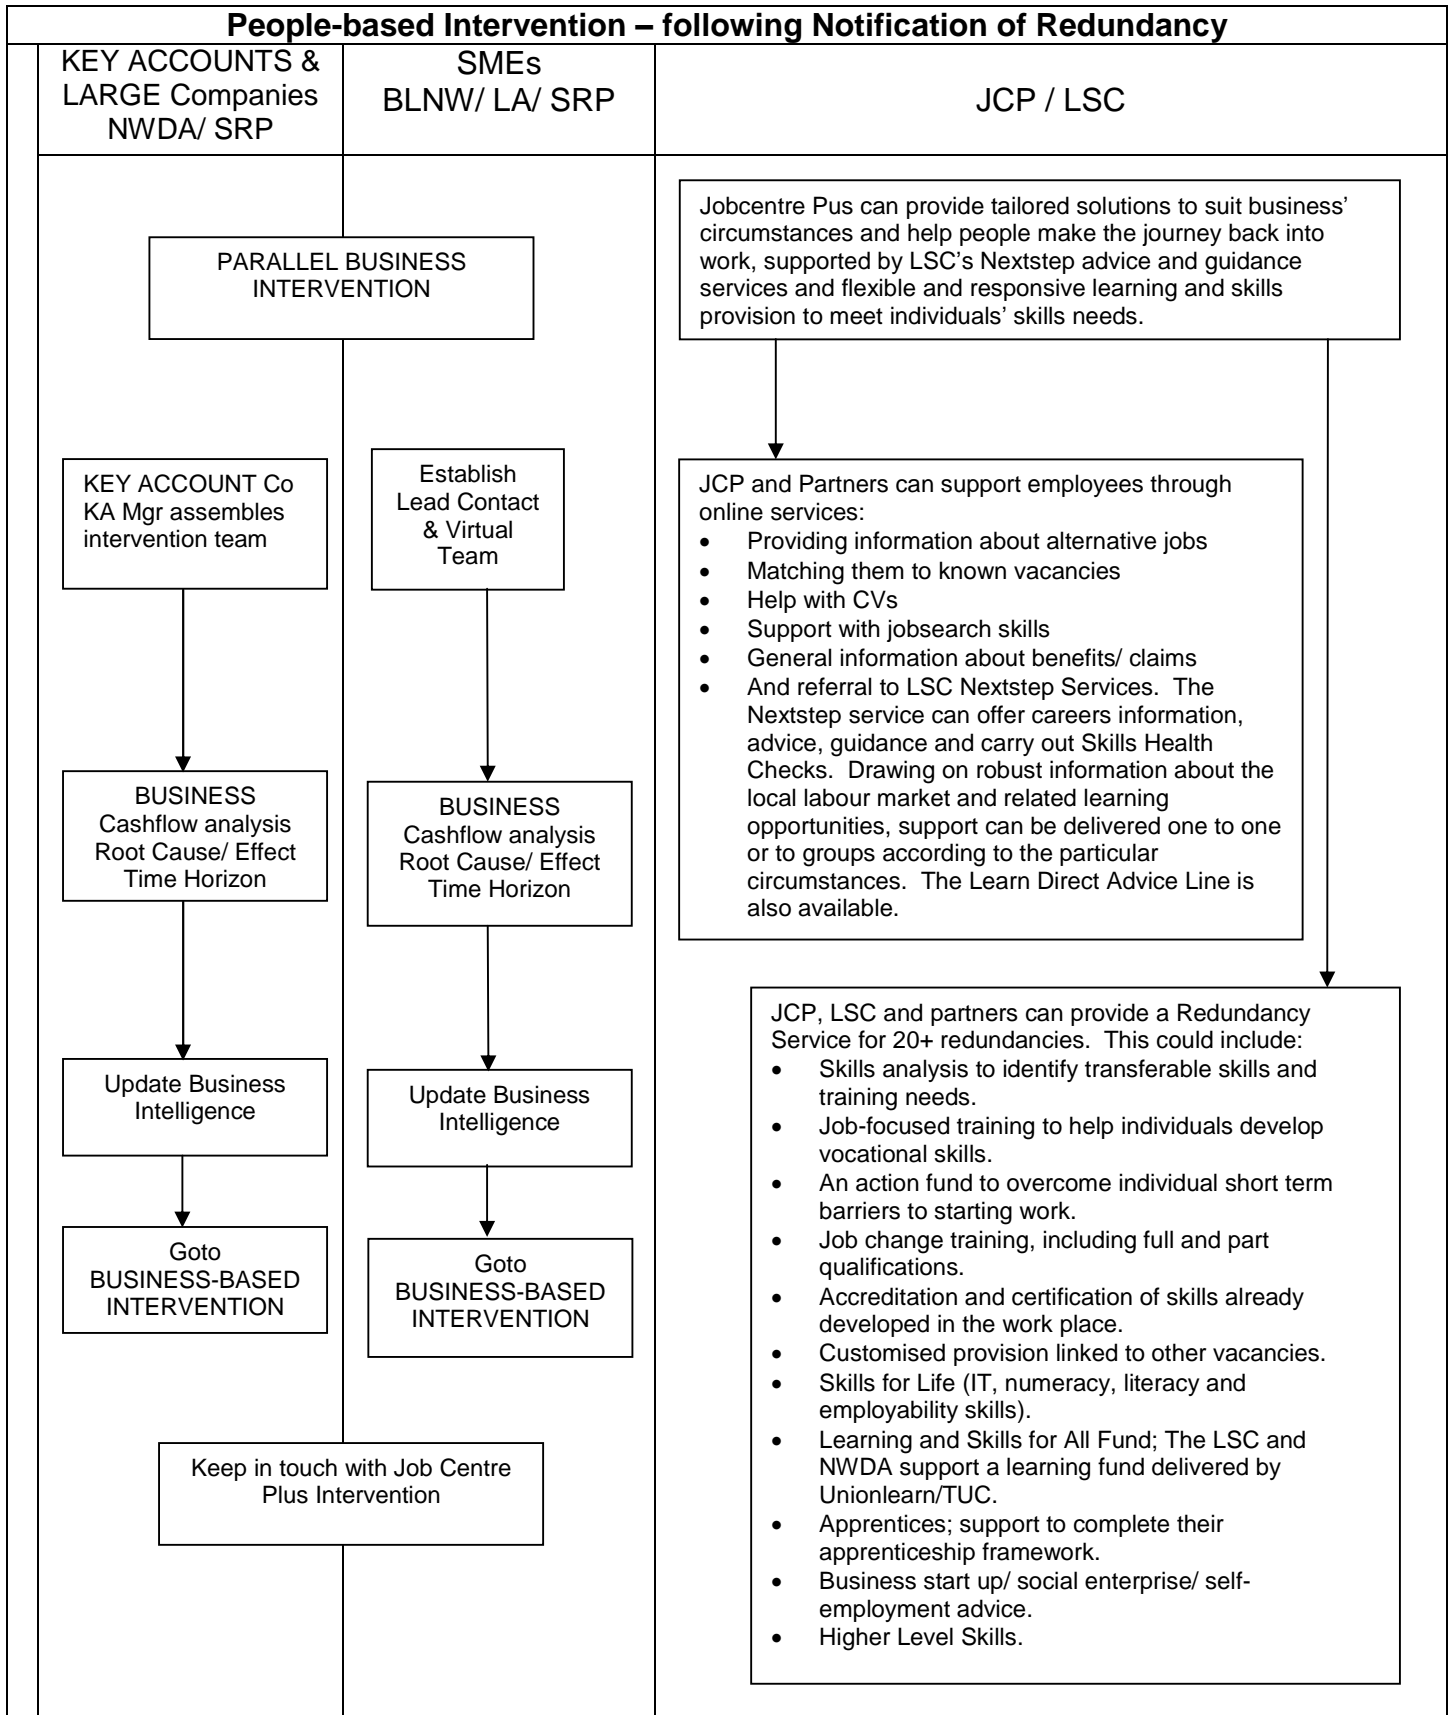 People-based Intervention – following Notification of Redundancy
KEY ACCOUNTS &
LARGE Companies
NWDA/ SRP
SMEs
BLNW/ LA/ SRP
JCP / LSC
PARALLEL BUSINESS
INTERVENTION
KEY ACCOUNT Co
KA Mgr assembles
intervention team
BUSINESS
Cashflow analysis
Root Cause/ Effect
Time Horizon
Update Business
Intelligence
Goto
BUSINESS-BASED
INTERVENTION
Establish
Lead Contact
& Virtual
Team
BUSINESS
Cashflow analysis
Root Cause/ Effect
Time Horizon
Update Business
Intelligence
Goto
BUSINESS-BASED
INTERVENTION
Keep in touch with Job Centre
Plus Intervention
Jobcentre Pus can provide tailored solutions to suit business’
circumstances and help people make the journey back into
work, supported by LSC’s Nextstep advice and guidance
services and flexible and responsive learning and skills
provision to meet individuals’ skills needs.
JCP and Partners can support employees through
online services:
• Providing information about alternative jobs
• Matching them to known vacancies
• Help with CVs
• Support with jobsearch skills
• General information about benefits/ claims
• And referral to LSC Nextstep Services. The
Nextstep service can offer careers information,
advice, guidance and carry out Skills Health
Checks. Drawing on robust information about the
local labour market and related learning
opportunities, support can be delivered one to one
or to groups according to the particular
circumstances. The Learn Direct Advice Line is
also available.
JCP, LSC and partners can provide a Redundancy
Service for 20+ redundancies. This could include:
• Skills analysis to identify transferable skills and
training needs.
• Job-focused training to help individuals develop
vocational skills.
• An action fund to overcome individual short term
barriers to starting work.
• Job change training, including full and part
qualifications.
• Accreditation and certification of skills already
developed in the work place.
• Customised provision linked to other vacancies.
• Skills for Life (IT, numeracy, literacy and
employability skills).
• Learning and Skills for All Fund; The LSC and
NWDA support a learning fund delivered by
Unionlearn/TUC.
• Apprentices; support to complete their
apprenticeship framework.
• Business start up/ social enterprise/ self-
employment advice.
• Higher Level Skills.